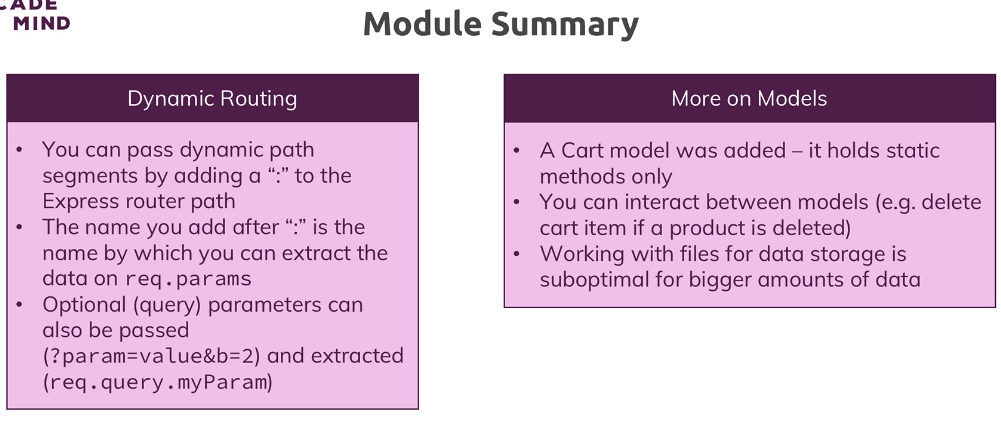 MIND
Module Summary
Dynamic Routing
• You can pass dynamic path
segments by adding a “:” to the
Express router path
• The name you add after “:” is the
name by which you can extract the
data on req.params
• Optional (query) parameters can
also be passed
(?param=value&b=2) and extracted
(req.query.myParam)
More on Models
• A Cart model was added – it holds static
methods only
• You can interact between models (e.g. delete
cart item if a product is deleted)
• Working with files for data storage is
suboptimal for bigger amounts of data